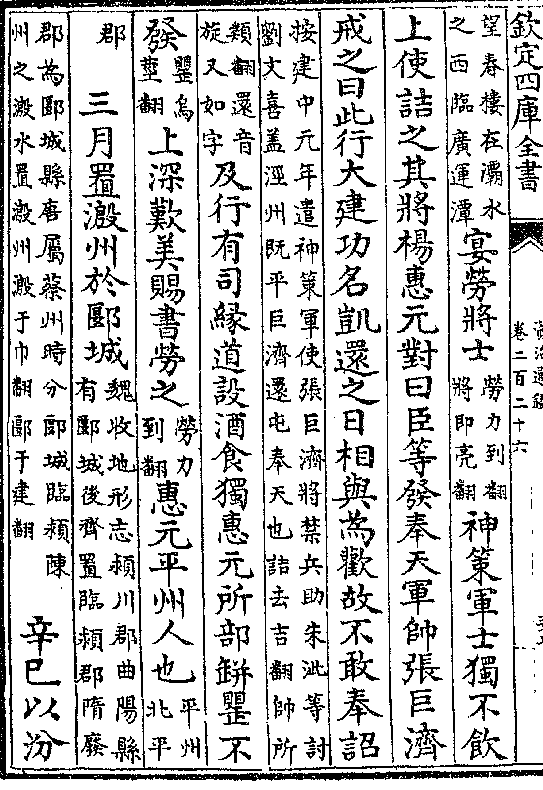 欽定四庫全書
資治通鑑
卷二百二十六
望春樓在灞水
之西臨廣運潭
宴勞將士
勞力到翻
將即亮翻
神策軍士獨不飲
上使詰之其將楊惠元對曰臣等發奉天軍帥張巨濟
戒之曰此行大建功名凱還之日相與為歡故不敢奉詔
按建中元年遣神策軍使張巨濟將禁兵助朱泚等討
劉文喜盖涇州既平巨濟還屯奉天也詰去吉翻帥所
類翻還音
旋又如字
及行有司縁道設酒食獨惠元所部缾罌不
發
罌烏
莖翻
上深歎美賜書勞之
勞力
到翻
惠元平州人也
平州
北平
郡
三月置溵州於郾城
魏收地形志潁川郡曲陽縣
有郾城後齊置臨潁郡隋廢
郡為郾城縣唐屬蔡州時分郾城臨潁陳
州之溵水置溵州溵于巾翻郾于建翻
辛巳以汾